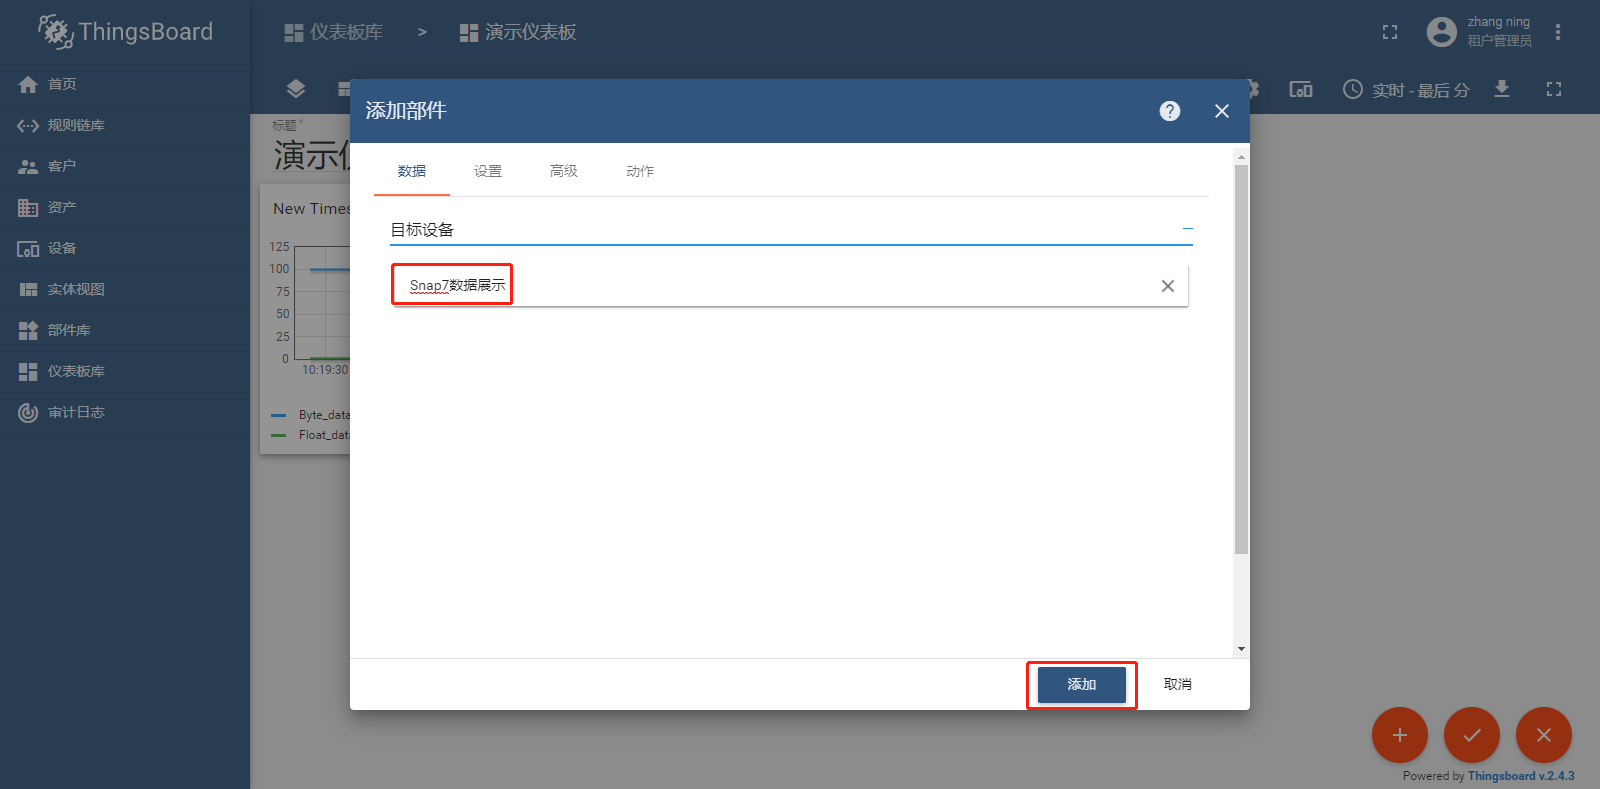 ThingsBoard
仪表板库 > 演示仪表板
zhang ning
租户管理员
首页
规则链库
客户
资产
设备
实体视图
部件库
仪表板库
审计日志
实时 - 最后 分
标题 *
演示仪
New Times
125
100
75
50
25
0
10:19:30
Byte_data
Float_dat
添加部件
数据 设置 高级 动作
目标设备
Snap7数据展示
添加 取消
Powered by Thingsboard v.2.4.3